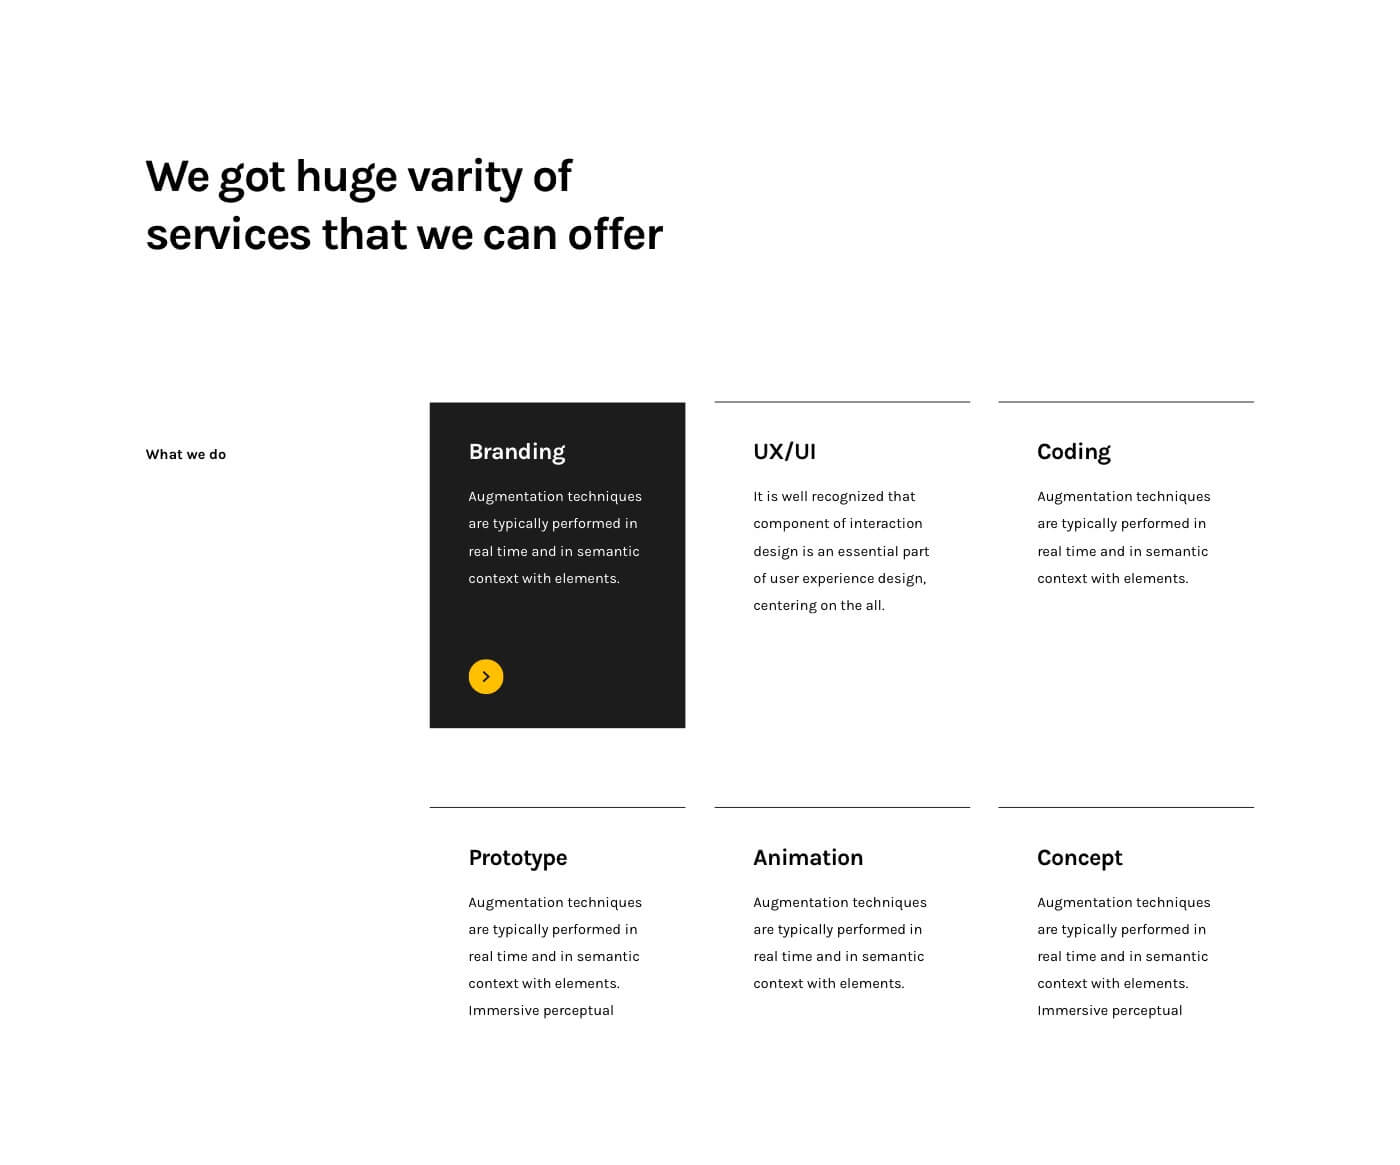 We got huge varity of
services that we can offer
What we do
Branding
Augmentation techniques
are typically performed in
real time and in semantic
context with elements.
UX/UI
It is well recognized that
component of interaction
design is an essential part
of user experience design,
centering on the all.
Coding
Augmentation techniques
are typically performed in
real time and in semantic
context with elements.
Prototype
Augmentation techniques
are typically performed in
real time and in semantic
context with elements.
Immersive perceptual
Animation
Augmentation techniques
are typically performed in
real time and in semantic
context with elements.
Concept
Augmentation techniques
are typically performed in
real time and in semantic
context with elements.
Immersive perceptual